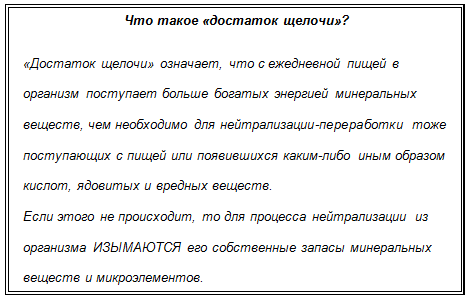 Что такое «достаток щелочи»?
«Достаток щелочи» означает, что с ежедневной пищей в
организм поступает больше богатых энергией минеральных
веществ, чем необходимо для нейтрализации-переработки тоже
поступающих с пищей или появившихся каким-либо иным образом
кислот, ядовитых и вредных веществ.
Если этого не происходит, то для процесса нейтрализации из
организма ИЗЫМАЮТСЯ его собственные запасы минеральных
веществ и микроэлементов.